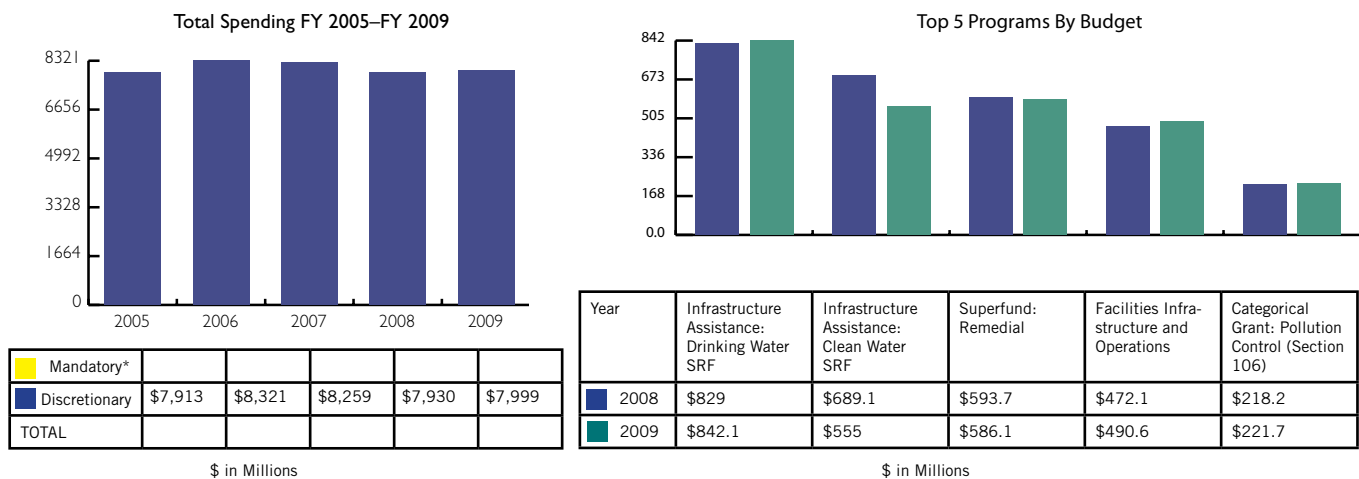 Total Spending FY 2005–FY 2009
8321
6656
4992
3328
1664
0
2005 2006 2007 2008 2009
Mandatory*
Discretionary $7,913 $8,321 $8,259 $7,930 $7,999
TOTAL
$ in Millions
Top 5 Programs By Budget
842
673
505
336
168
0.0
Year
Infrastructure
Assistance:
Drinking Water
SRF
Infrastructure
Assistance:
Clean Water
SRF
Superfund:
Remedial
Facilities Infra-
structure and
Operations
Categorical
Grant: Pollution
Control (Section
106)
2008 $829 $689.1 $593.7 $472.1 $218.2
2009 $842.1 $555 $586.1 $490.6 $221.7
$ in Millions